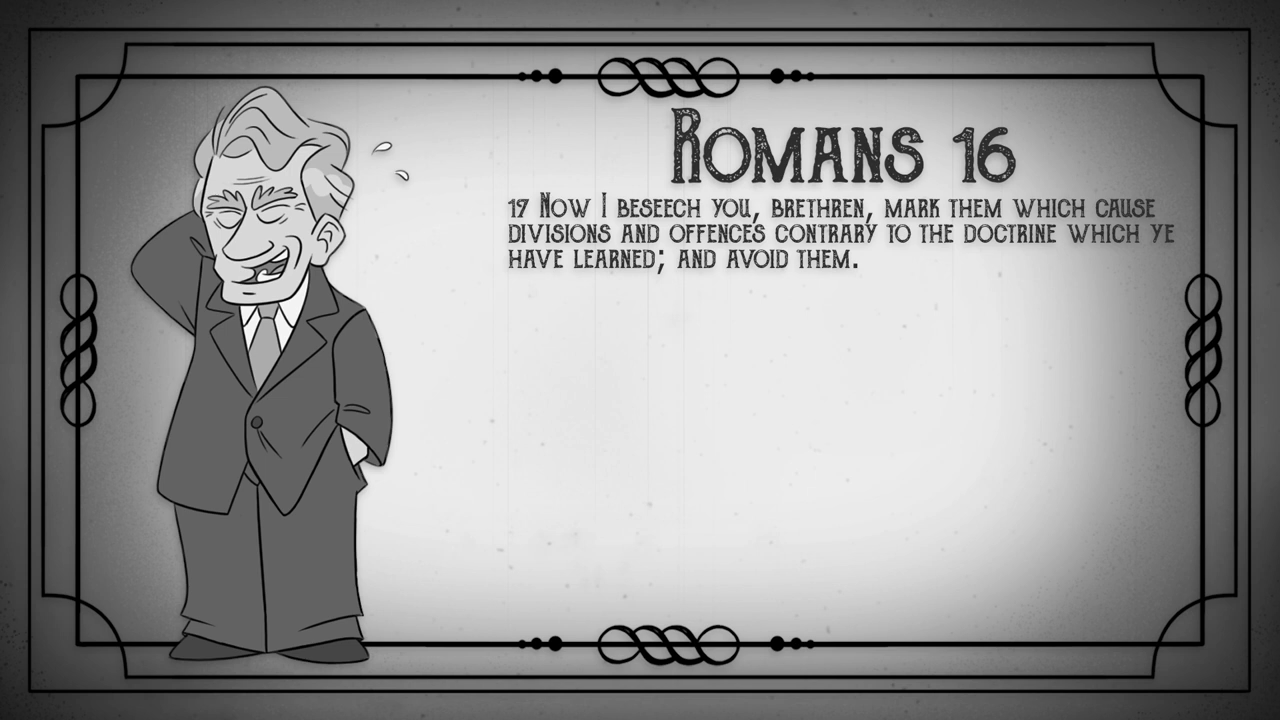 Romans 16
17 Now I beseech you, brethren, mark them which cause
divisions and offences contrary to the doctrine which ye
have learned; and avoid them.